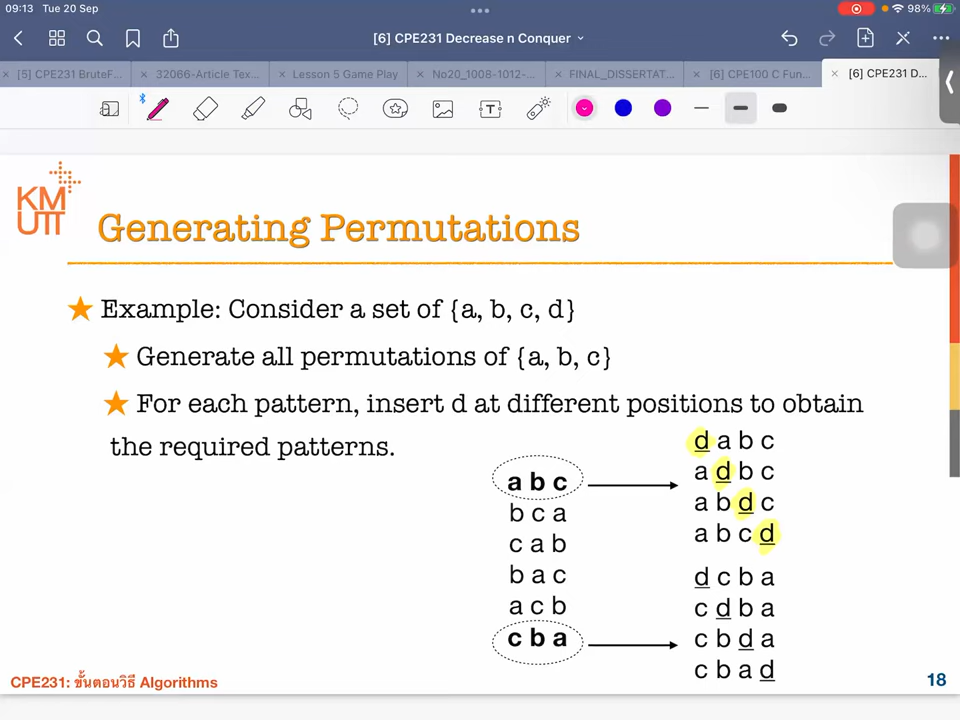 09:13 Tue 20 Sep
98%
[6] CPE231 Decrease n Conquer
[5] CPE231 BruteF...
32066-Article Tex...
Lesson 5 Game Play
No20_1008-1012-...
FINAL_DISSERTAT...
[6] CPE100 C Fun...
[6] CPE231 D...
KM
UTT
Generating Permutations
Example: Consider a set of {a, b, c, d}
Generate all permutations of {a, b, c}
For each pattern, insert d at different positions to obtain
the required patterns.
a b c
b c a
c a b
b a c
a c b
c b a
d a b c
a d b c
a b d c
a b c d
d c b a
c d b a
c b d a
c b a d
CPE231: ขั้นตอนวิธี Algorithms
18